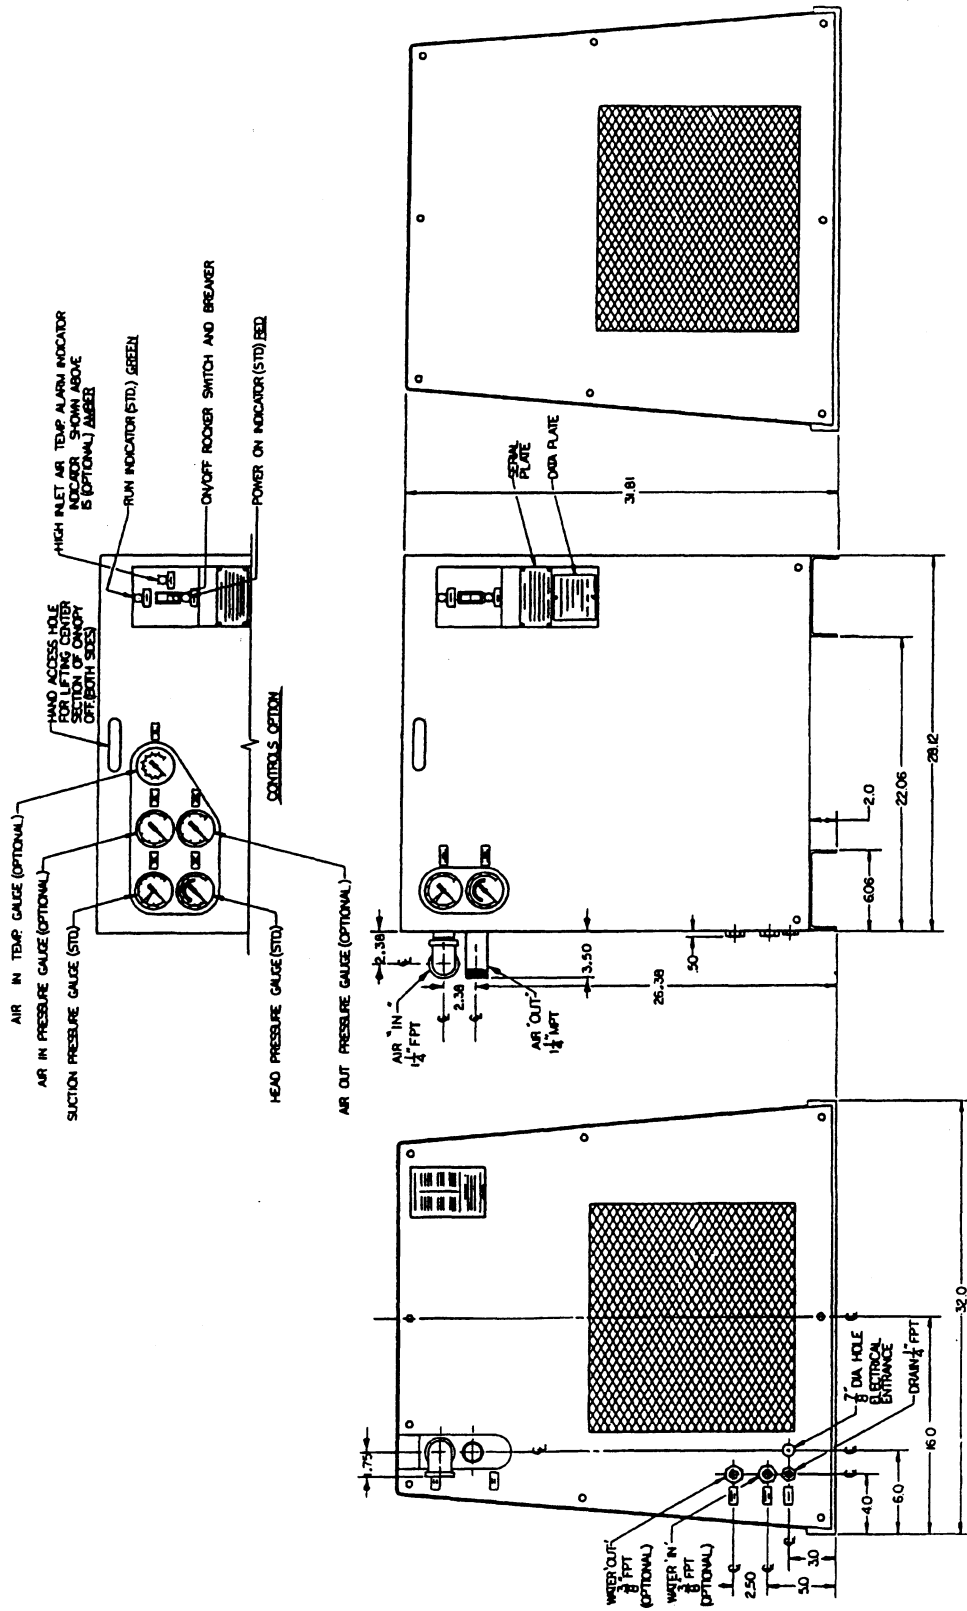 AIR IN TEMP. GAUGE (OPTIONAL)
AIR IN PRESSURE GAUGE (OPTIONAL)
SUCTION PRESSURE GAUGE (STD.)
HEAD PRESSURE GAUGE (STD.)
AIR OUT PRESSURE GAUGE (OPTIONAL)
HAND ACCESS HOLE
FOR LIFTING CENTER
SECTION OF CANOPY
OFF.(BOTH SIDES)
HIGH INLET AIR TEMP. ALARM INDICATOR
INDICATOR SHOWN ABOVE
IS (OPTIONAL) AMBER
RUN INDICATOR (STD.) GREEN
ON/OFF ROCKER SWITCH AND BREAKER
POWER ON INDICATOR (STD) RED
CONTROLS OPTION
2.38
AIR "IN"
1 1/4" FPT
2.38
AIR "OUT"
1 1/4" MPT
3.50
.50
26.38
SERIAL
PLATE
DATA PLATE
31.81
6.06
2.0
22.06
28.12
1.75
WATER 'OUT'
3/8" FPT
(OPTIONAL)
WATER 'IN'
3/8" FPT
(OPTIONAL)
2.50
5.0
3.0
4.0
6.0
16.0
32.0
7/8" DIA HOLE
ELECTRICAL
ENTRANCE
DRAIN 1/4" FPT